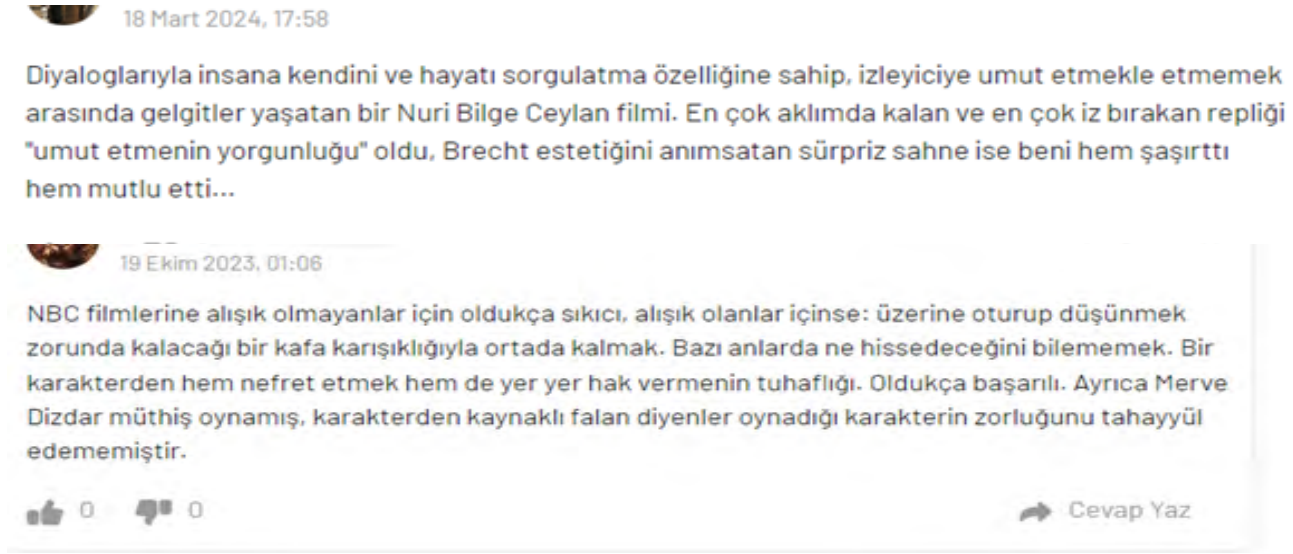 18 Mart 2024, 17:58
Diyaloglarıyla insana kendini ve hayatı sorgulatma özelliğine sahip, izleyiciye umut etmekle etmemek
arasında gelgitler yaşatan bir Nuri Bilge Ceylan filmi. En çok aklımda kalan ve en çok iz bırakan repliği
"umut etmenin yorgunluğu" oldu, Brecht estetiğini anımsatan sürpriz sahne ise beni hem şaşırttı
hem mutlu etti...
19 Ekim 2023, 01:06
NBC filmlerine alışık olmayanlar için oldukça sıkıcı, alışık olanlar içinse: üzerine oturup düşünmek
zorunda kalacağı bir kafa karışıklığıyla ortada kalmak. Bazı anlarda ne hissedeceğini bilememek. Bir
karakterden hem nefret etmek hem de yer yer hak vermenin tuhaflığı. Oldukça başarılı. Ayrıca Merve
Dizdar müthiş oynamış, karakterden kaynaklı falan diyenler oynadığı karakterin zorluğunu tahayyül
edememiştir.
0 0 Cevap Yaz